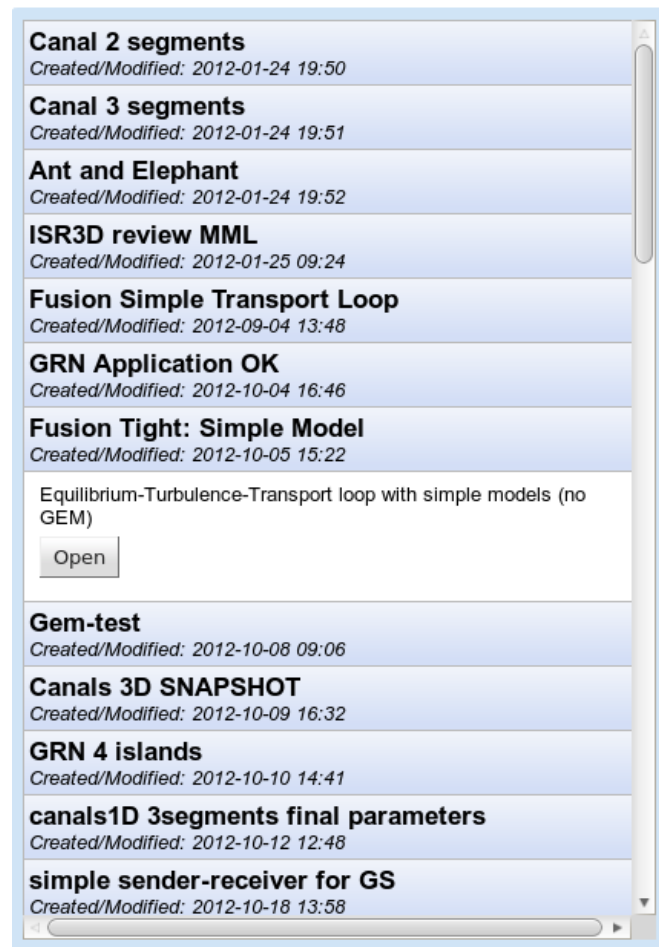 Canal 2 segments
Created/Modified: 2012-01-24 19:50
Canal 3 segments
Created/Modified: 2012-01-24 19:51
Ant and Elephant
Created/Modified: 2012-01-24 19:52
ISR3D review MML
Created/Modified: 2012-01-25 09:24
Fusion Simple Transport Loop
Created/Modified: 2012-09-04 13:48
GRN Application OK
Created/Modified: 2012-10-04 16:46
Fusion Tight: Simple Model
Created/Modified: 2012-10-05 15:22
Equilibrium-Turbulence-Transport loop with simple models (no
GEM)
Open
Gem-test
Created/Modified: 2012-10-08 09:06
Canals 3D SNAPSHOT
Created/Modified: 2012-10-09 16:32
GRN 4 islands
Created/Modified: 2012-10-10 14:41
canals1D 3segments final parameters
Created/Modified: 2012-10-12 12:48
simple sender-receiver for GS
Created/Modified: 2012-10-18 13:58